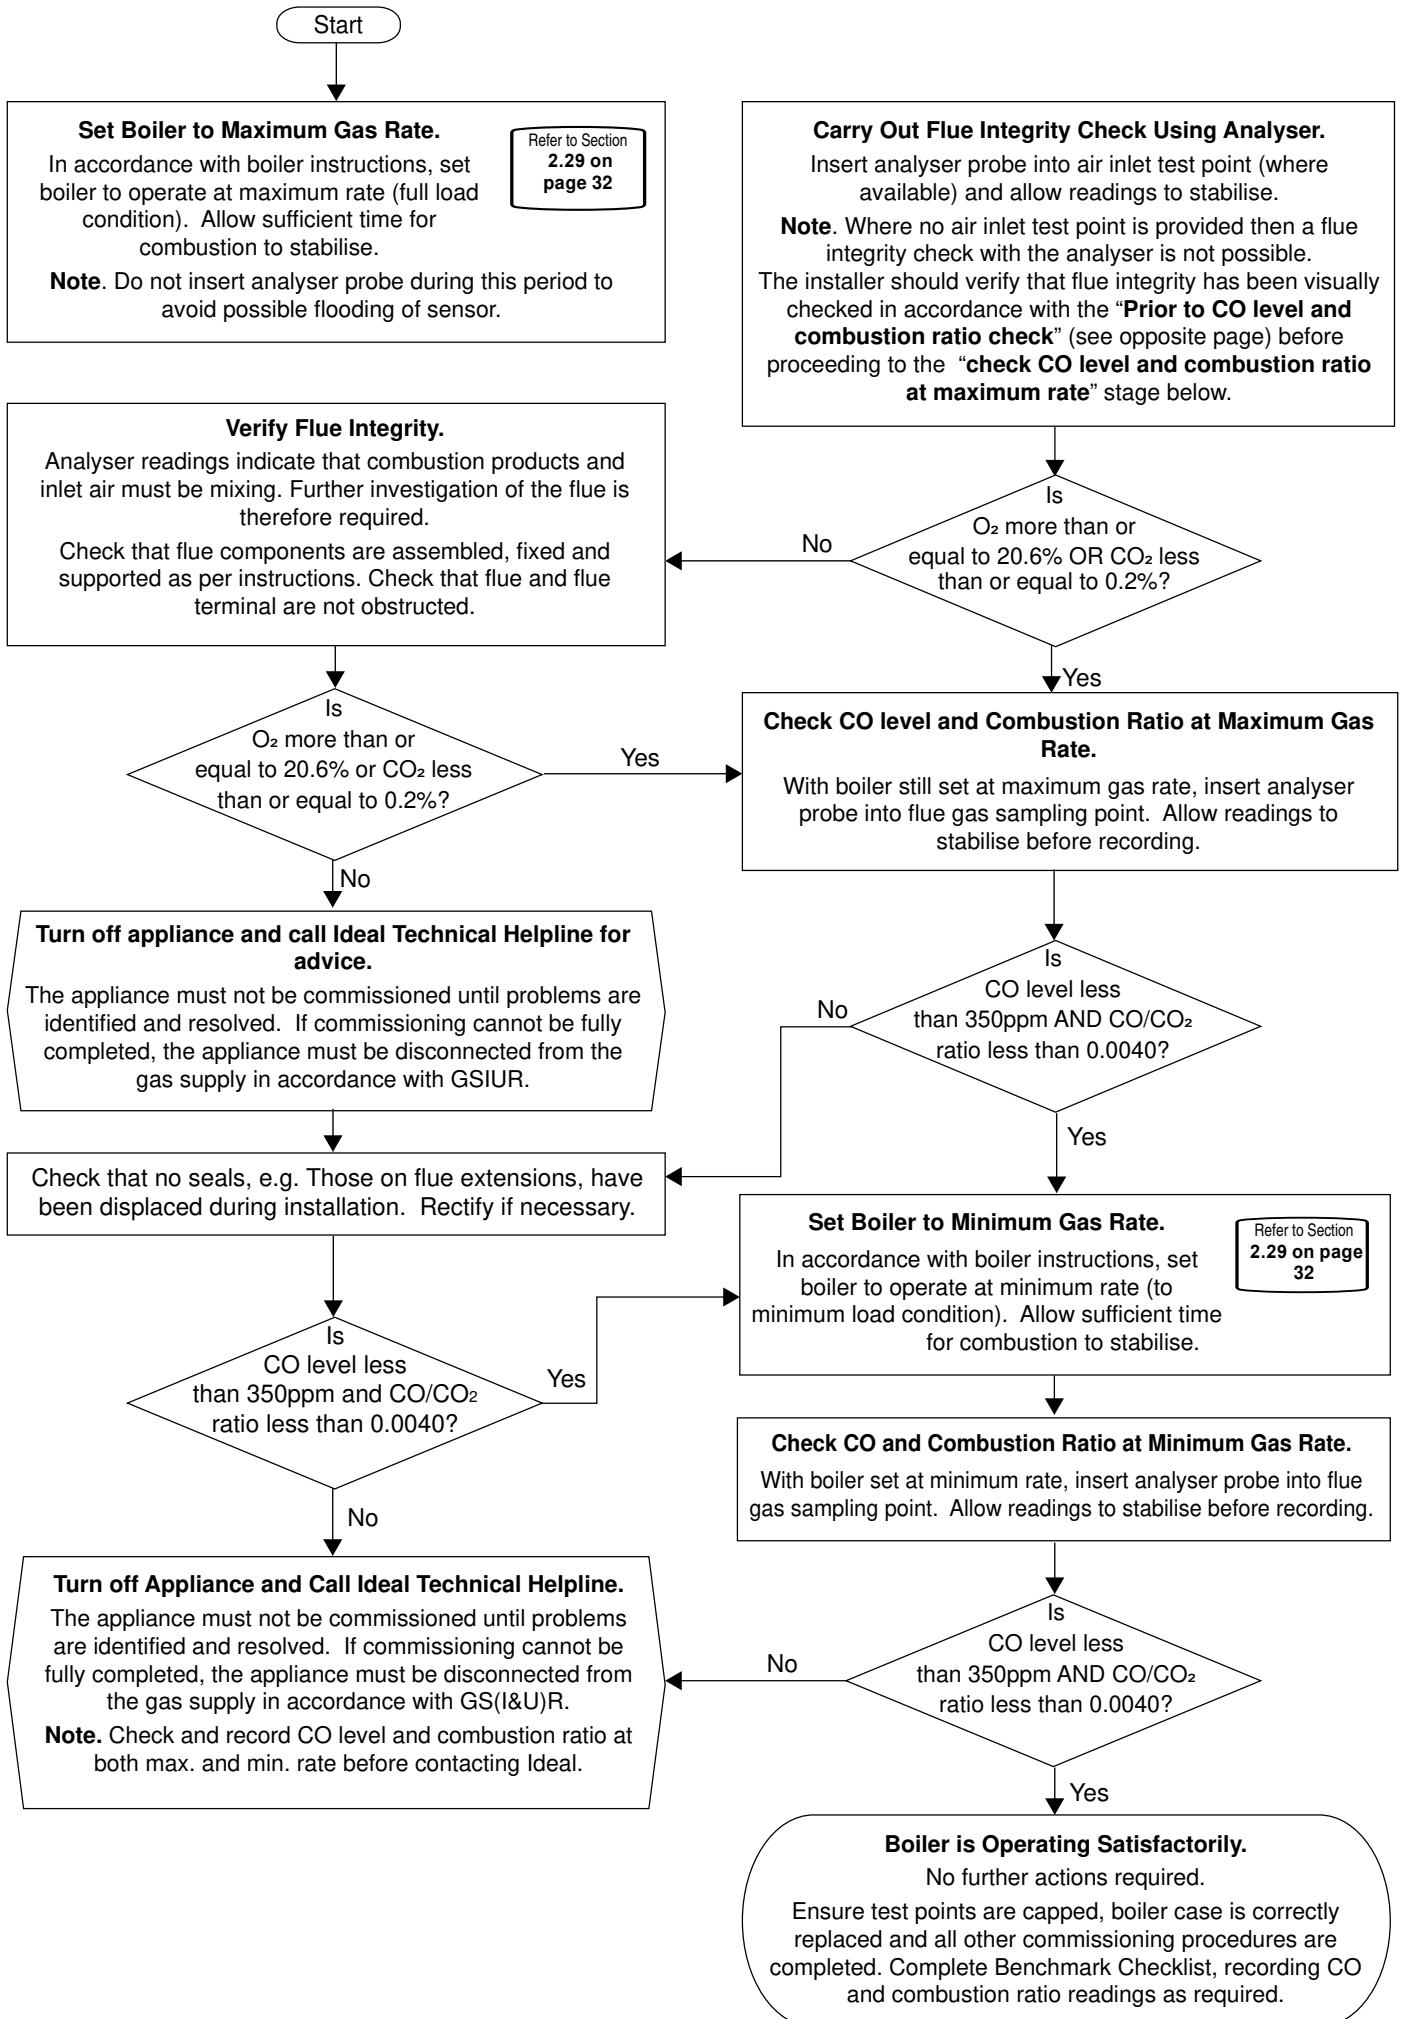 Start
Set Boiler to Maximum Gas Rate.
In accordance with boiler instructions, set
boiler to operate at maximum rate (full load
condition).  Allow sufficient time for
combustion to stabilise.
Note. Do not insert analyser probe during this period to
avoid possible flooding of sensor.
Refer to Section
2.29 on
page 32
Carry Out Flue Integrity Check Using Analyser.
Insert analyser probe into air inlet test point (where
available) and allow readings to stabilise.
Note. Where no air inlet test point is provided then a flue
integrity check with the analyser is not possible.
The installer should verify that flue integrity has been visually
checked in accordance with the “Prior to CO level and
combustion ratio check” (see opposite page) before
proceeding to the  “check CO level and combustion ratio
at maximum rate” stage below.
Is
O₂ more than or
equal to 20.6% OR CO₂ less
than or equal to 0.2%?
No
Yes
Verify Flue Integrity.
Analyser readings indicate that combustion products and
inlet air must be mixing. Further investigation of the flue is
therefore required.
Check that flue components are assembled, fixed and
supported as per instructions. Check that flue and flue
terminal are not obstructed.
Is
O₂ more than or
equal to 20.6% or CO₂ less
than or equal to 0.2%?
Yes
No
Check CO level and Combustion Ratio at Maximum Gas
Rate.
With boiler still set at maximum gas rate, insert analyser
probe into flue gas sampling point.  Allow readings to
stabilise before recording.
Turn off appliance and call Ideal Technical Helpline for
advice.
The appliance must not be commissioned until problems are
identified and resolved.  If commissioning cannot be fully
completed, the appliance must be disconnected from the
gas supply in accordance with GSIUR.
Is
CO level less
than 350ppm AND CO/CO₂
ratio less than 0.0040?
No
Yes
Check that no seals, e.g. Those on flue extensions, have
been displaced during installation.  Rectify if necessary.
Set Boiler to Minimum Gas Rate.
In accordance with boiler instructions, set
boiler to operate at minimum rate (to
minimum load condition).  Allow sufficient time
for combustion to stabilise.
Refer to Section
2.29 on page
32
Is
CO level less
than 350ppm and CO/CO₂
ratio less than 0.0040?
Yes
No
Check CO and Combustion Ratio at Minimum Gas Rate.
With boiler set at minimum rate, insert analyser probe into flue
gas sampling point.  Allow readings to stabilise before recording.
Turn off Appliance and Call Ideal Technical Helpline.
The appliance must not be commissioned until problems
are identified and resolved.  If commissioning cannot be
fully completed, the appliance must be disconnected from
the gas supply in accordance with GS(I&U)R.
Note. Check and record CO level and combustion ratio at
both max. and min. rate before contacting Ideal.
Is
CO level less
than 350ppm AND CO/CO₂
ratio less than 0.0040?
No
Yes
Boiler is Operating Satisfactorily.
No further actions required.
Ensure test points are capped, boiler case is correctly
replaced and all other commissioning procedures are
completed. Complete Benchmark Checklist, recording CO
and combustion ratio readings as required.